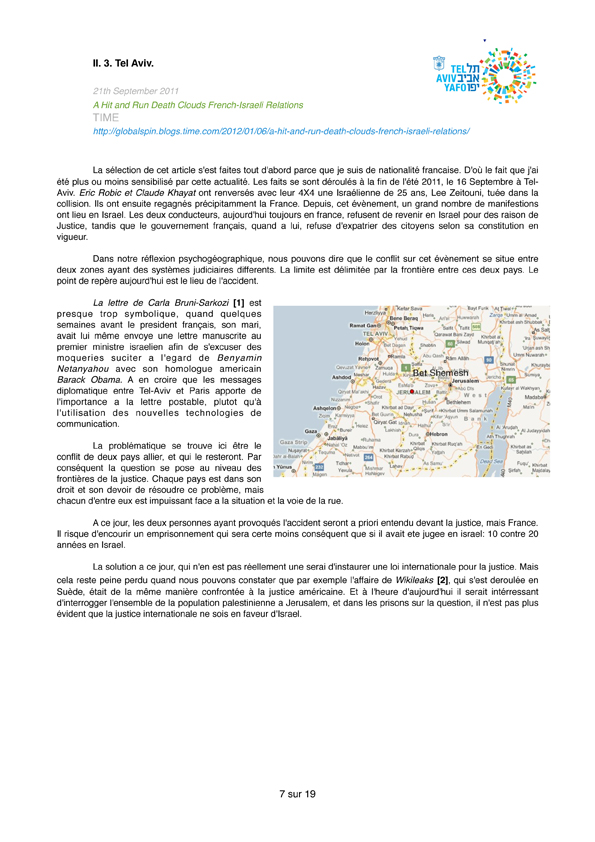 II. 3. Tel Aviv.
TEL
AVIV
YAFO
תל
אביב
יפו
21th September 2011
A Hit and Run Death Clouds French-Israeli Relations
TIME
http://globalspin.blogs.time.com/2012/01/06/a-hit-and-run-death-clouds-french-israeli-relations/
La sélection de cet article s'est faites tout d'abord parce que je suis de nationalité francaise. D'où le fait que j'ai
été plus ou moins sensibilisé par cette actualité. Les faits se sont déroulés à la fin de l'été 2011, le 16 Septembre à Tel-
Aviv. Eric Robic et Claude Khayat ont renversés avec leur 4X4 une Israélienne de 25 ans, Lee Zeitouni, tuée dans la
collision. Ils ont ensuite regagnés précipitamment la France. Depuis, cet évènement, un grand nombre de manifestions
ont lieu en Israel. Les deux conducteurs, aujourd'hui toujours en france, refusent de revenir en Israel pour des raison de
Justice, tandis que le gouvernement français, quand a lui, refuse d'expatrier des citoyens selon sa constitution en
vigueur.
Dans notre réflexion psychogéographique, nous pouvons dire que le conflit sur cet évènement se situe entre
deux zones ayant des systèmes judiciaires differents. La limite est délimitée par la frontière entre ces deux pays. Le
point de repère aujourd'hui est le lieu de l'accident.
La lettre de Carla Bruni-Sarkozi [1] est
presque trop symbolique, quand quelques
semaines avant le president français, son mari,
avait lui même envoye une lettre manuscrite au
premier ministre israelien afin de s'excuser des
moqueries suciter a l'egard de Benyamin
Netanyahou avec son homologue americain
Barack Obama. A en croire que les messages
diplomatique entre Tel-Aviv et Paris apporte de
l'importance a la lettre postable, plutot qu'à
l'utilisation des nouvelles technologies de
communication.
Herzliyya
Bene Beraq
Ramat Gan
Petah Tiqwa
TEL AVIV
Holon
Rehovot
Ashdod
Bet Shemesh
JERUSALEM
Jerusalem
Bethlehem
West
Bank
Ashqelon
Gaza
Jabāliyā
Gaza Strip
Hebron
Dead Sea
Madaba
La problématique se trouve ici être le
conflit de deux pays allier, et qui le resteront. Par
conséquent la question se pose au niveau des
frontières de la justice. Chaque pays est dans son
droit et son devoir de résoudre ce problème, mais
chacun d'entre eux est impuissant face a la situation et la voie de la rue.
A ce jour, les deux personnes ayant provoqués l'accident seront a priori entendu devant la justice, mais France.
Il risque d'encourir un emprisonnement qui sera certe moins conséquent que si il avait ete jugee en israel: 10 contre 20
années en Israel.
La solution a ce jour, qui n'en est pas réellement une serai d'instaurer une loi internationale pour la justice. Mais
cela reste peine perdu quand nous pouvons constater que par exemple l'affaire de Wikileaks [2], qui s'est deroulée en
Suède, était de la même manière confrontée à la justice américaine. Et à l'heure d'aujourd'hui il serait intérressant
d'interrogger l'ensemble de la population palestinienne a Jerusalem, et dans les prisons sur la question, il n'est pas plus
évident que la justice internationale ne sois en faveur d'Israel.
7 sur 19